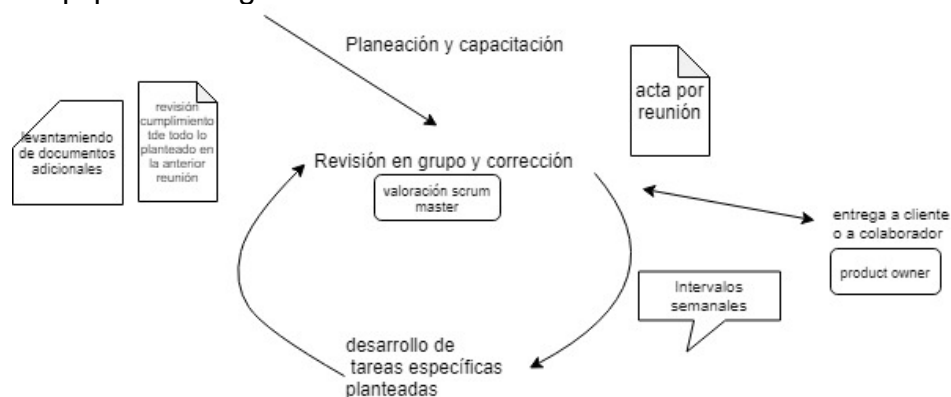 Planeación y capacitación
acta por
reunión
levantamiendo
de documentos
adicionales
revisión
cumplimiento
tde todo lo
planteado en
la anterior
reunión
Revisión en grupo y corrección
valoración scrum
master
entrega a cliente
o a colaborador
product owner
Intervalos
semanales
desarrollo de
tareas específicas
planteadas